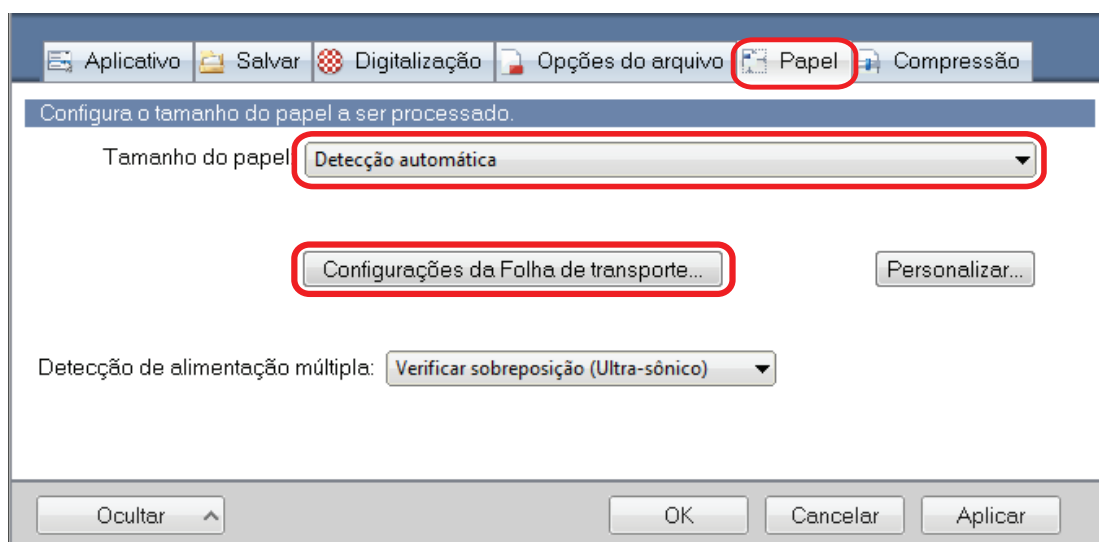 Aplicativo Salvar Digitalização Opções do arquivo Papel Compressão
Configura o tamanho do papel a ser processado.
Tamanho do papel: Detecção automática
Configurações da Folha de transporte... Personalizar...
Detecção de alimentação múltipla: Verificar sobreposição (Ultra-sônico)
Ocultar OK Cancelar Aplicar